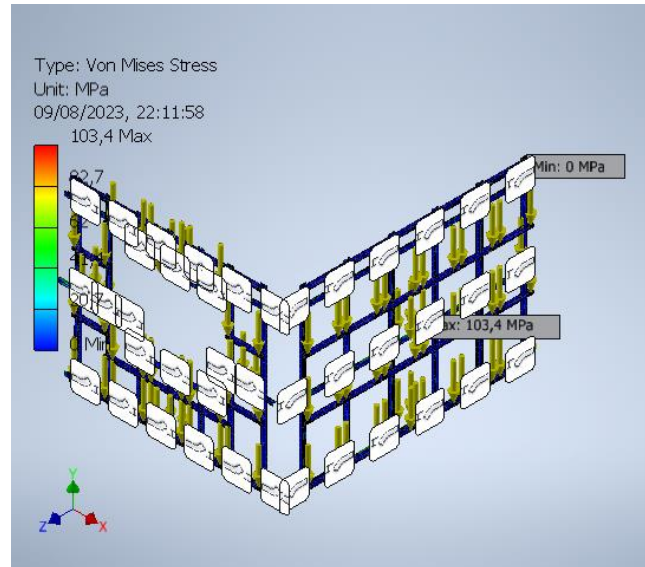 Type: Von Mises Stress
Unit: MPa
09/08/2023, 22:11:58
103,4 Max
Min: 0 MPa
103,4 MPa
0
Y
Z
X